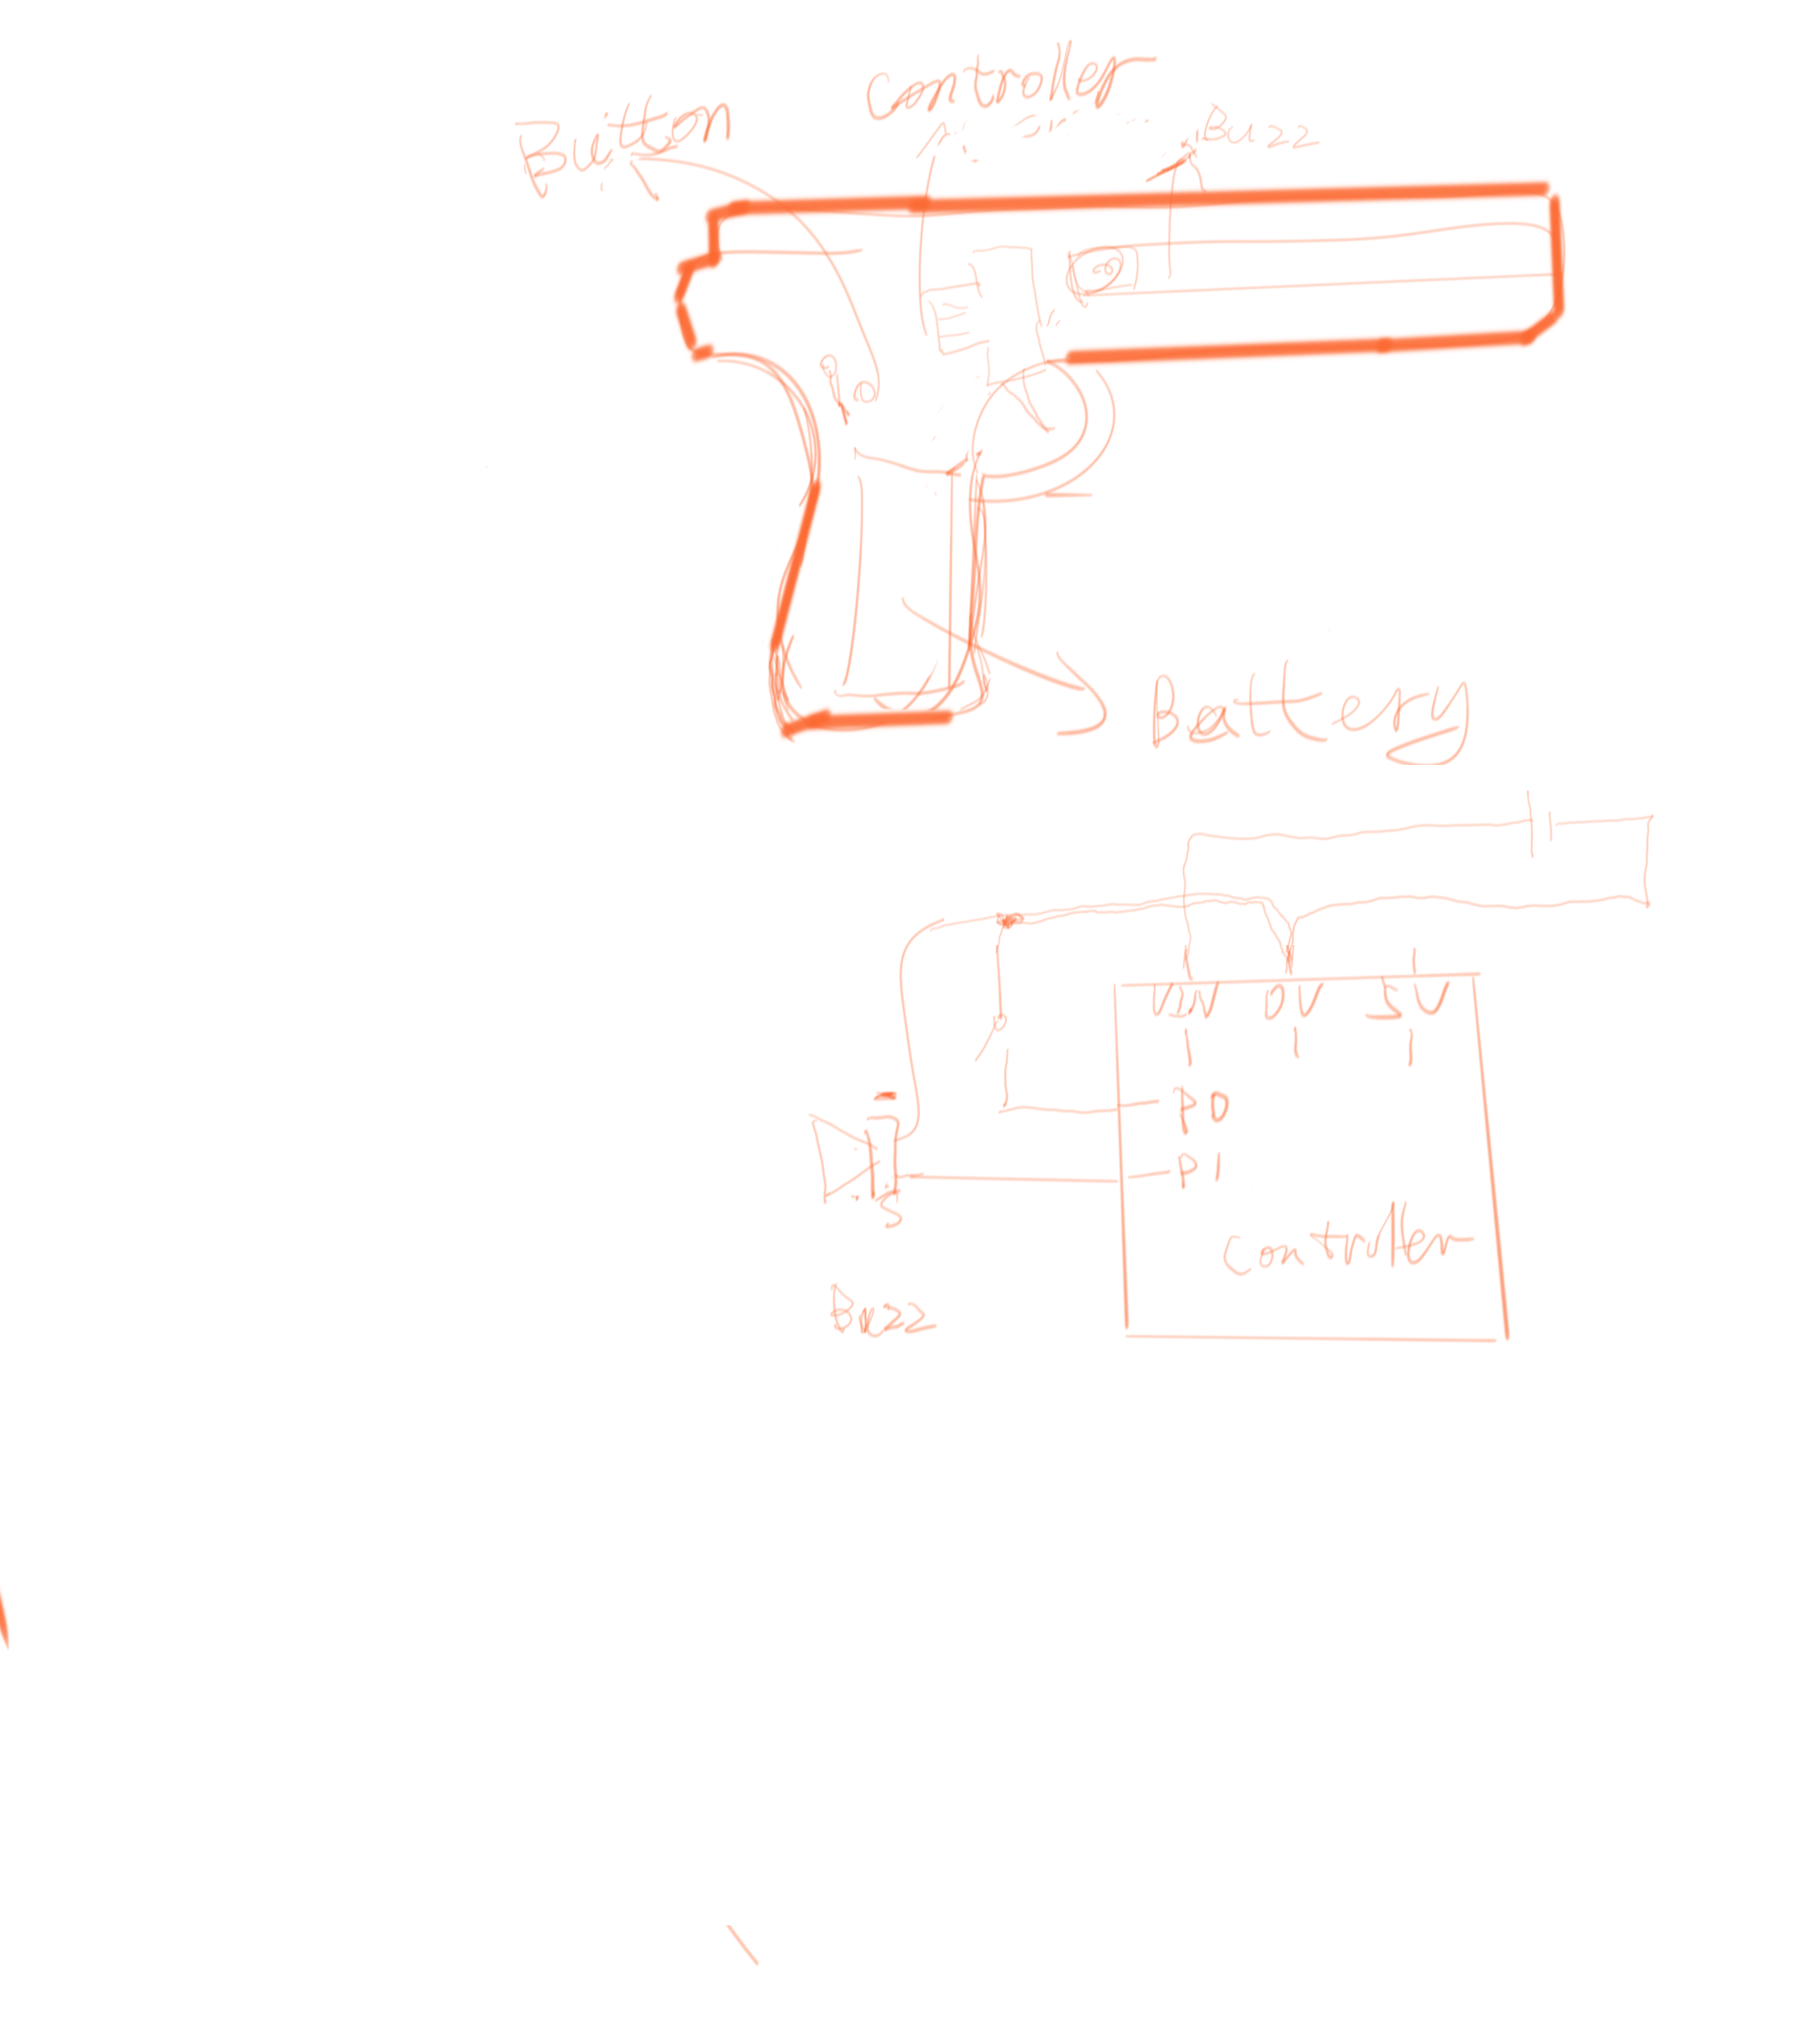 Button
Controller
Buzz
Battery
VIN 0V 5V
P0
P1
-
S
Controller
Buzz